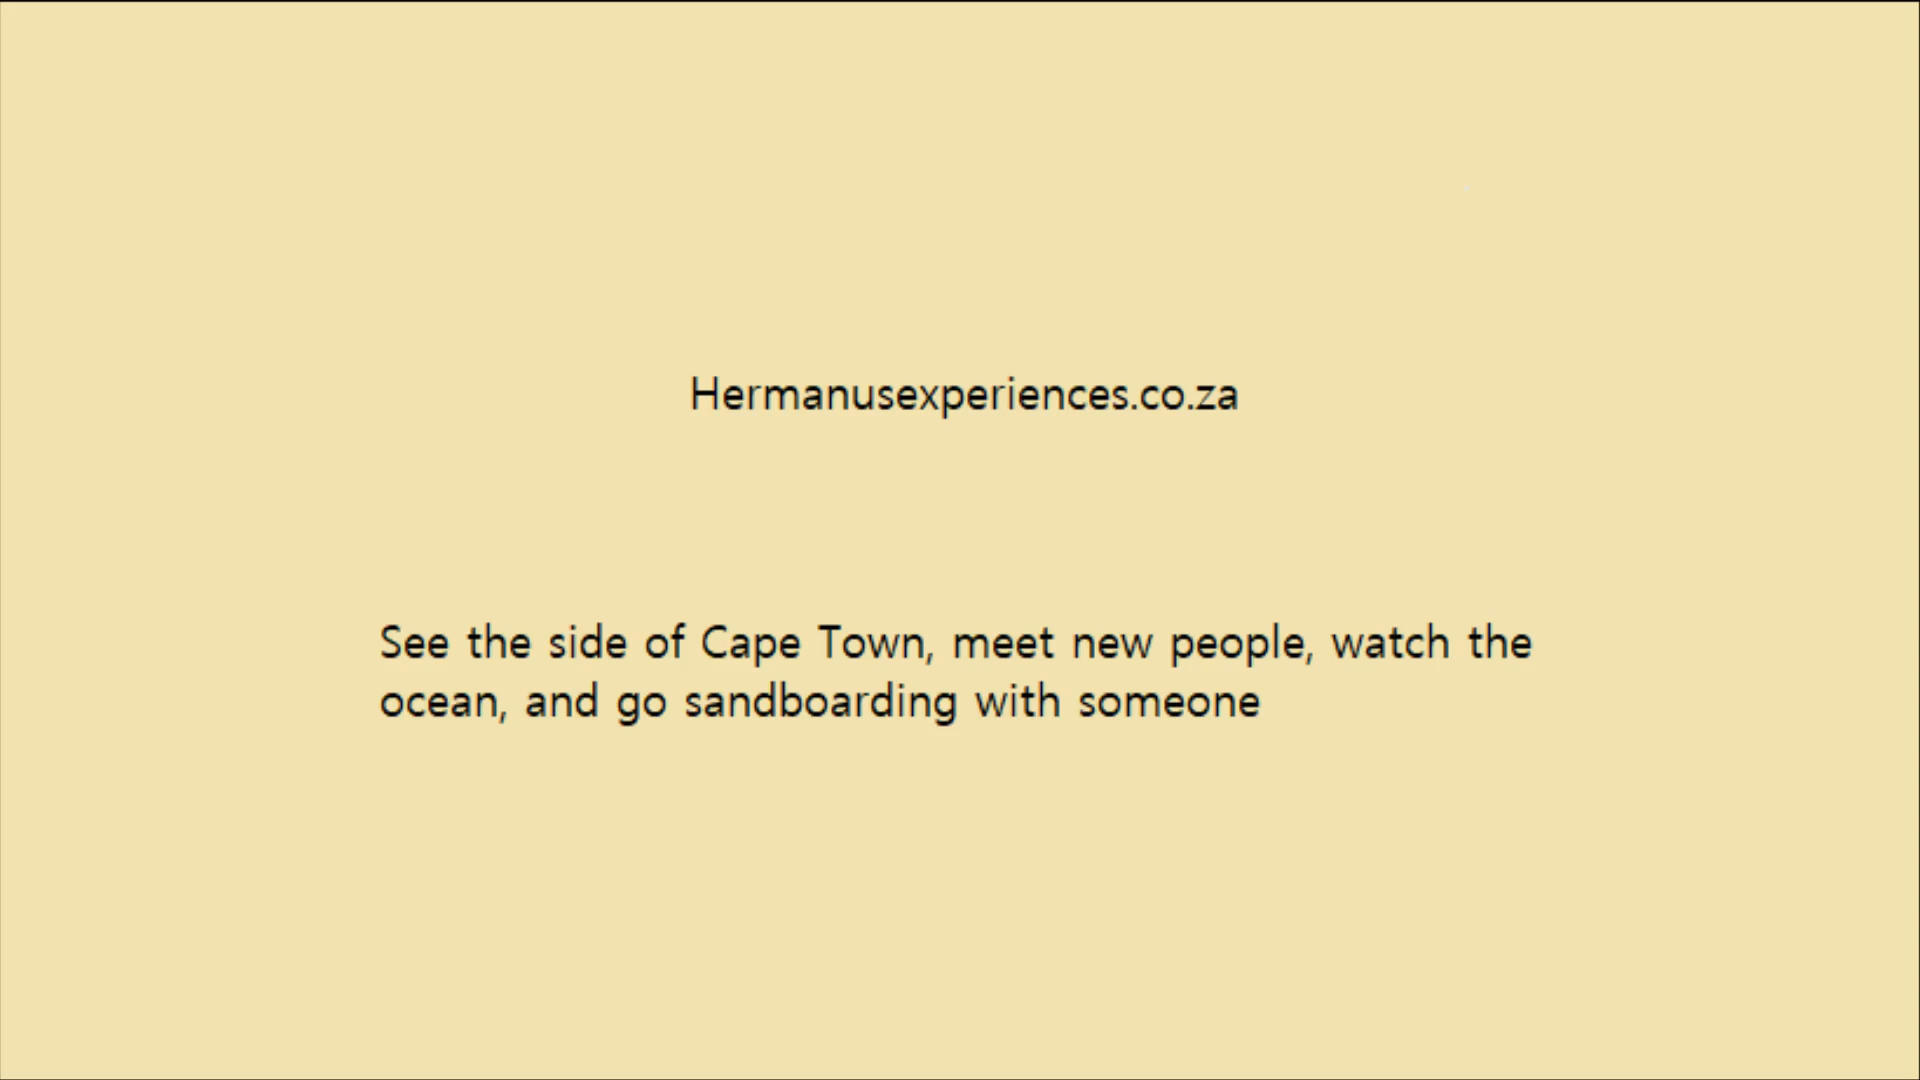 Hermanusexperiences.co.za
See the side of Cape Town, meet new people, watch the
ocean, and go sandboarding with someone